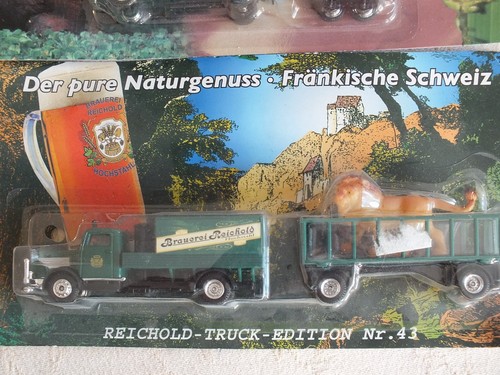 Der pure Naturgenuss · Fränkische Schweiz
BRAUEREI
REICHOLD
HOCHSTAHL
Brauerei Reichold
REICHOLD-TRUCK-EDITION Nr.43